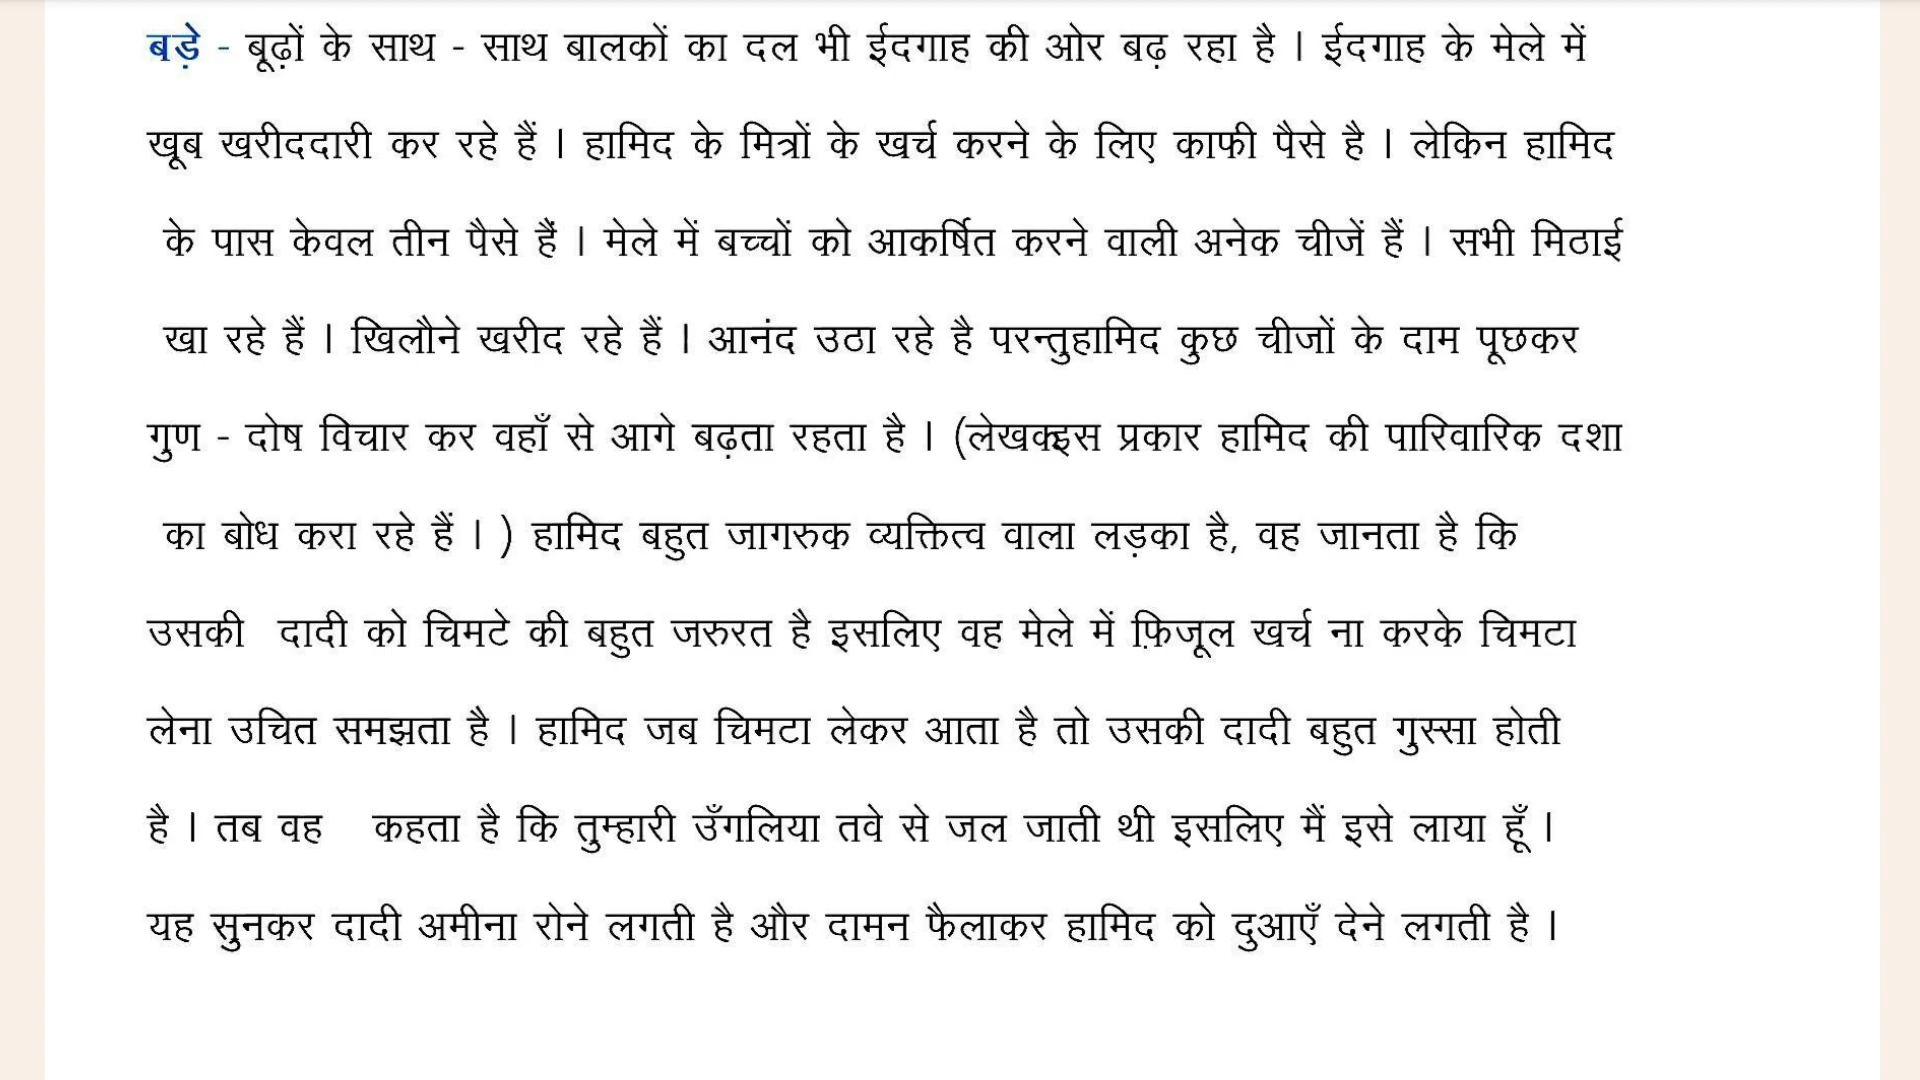 बड़े - बूढ़ों के साथ - साथ बालकों का दल भी ईदगाह की ओर बढ़ रहा है । ईदगाह के मेले में
खूब खरीददारी कर रहे हैं । हामिद के मित्रों के खर्च करने के लिए काफी पैसे है । लेकिन हामिद
के पास केवल तीन पैसे हैं । मेले में बच्चों को आकर्षित करने वाली अनेक चीजें हैं । सभी मिठाई
खा रहे हैं । खिलौने खरीद रहे हैं । आनंद उठा रहे है परन्तुहामिद कुछ चीजों के दाम पूछकर
गुण - दोष विचार कर वहाँ से आगे बढ़ता रहता है । (लेखकइस प्रकार हामिद की पारिवारिक दशा
का बोध करा रहे हैं । ) हामिद बहुत जागरुक व्यक्तित्व वाला लड़का है, वह जानता है कि
उसकी दादी को चिमटे की बहुत जरुरत है इसलिए वह मेले में फ़िजूल खर्च ना करके चिमटा
लेना उचित समझता है । हामिद जब चिमटा लेकर आता है तो उसकी दादी बहुत गुस्सा होती
है । तब वह कहता है कि तुम्हारी उँगलिया तवे से जल जाती थी इसलिए मैं इसे लाया हूँ ।
यह सुनकर दादी अमीना रोने लगती है और दामन फैलाकर हामिद को दुआएँ देने लगती है ।